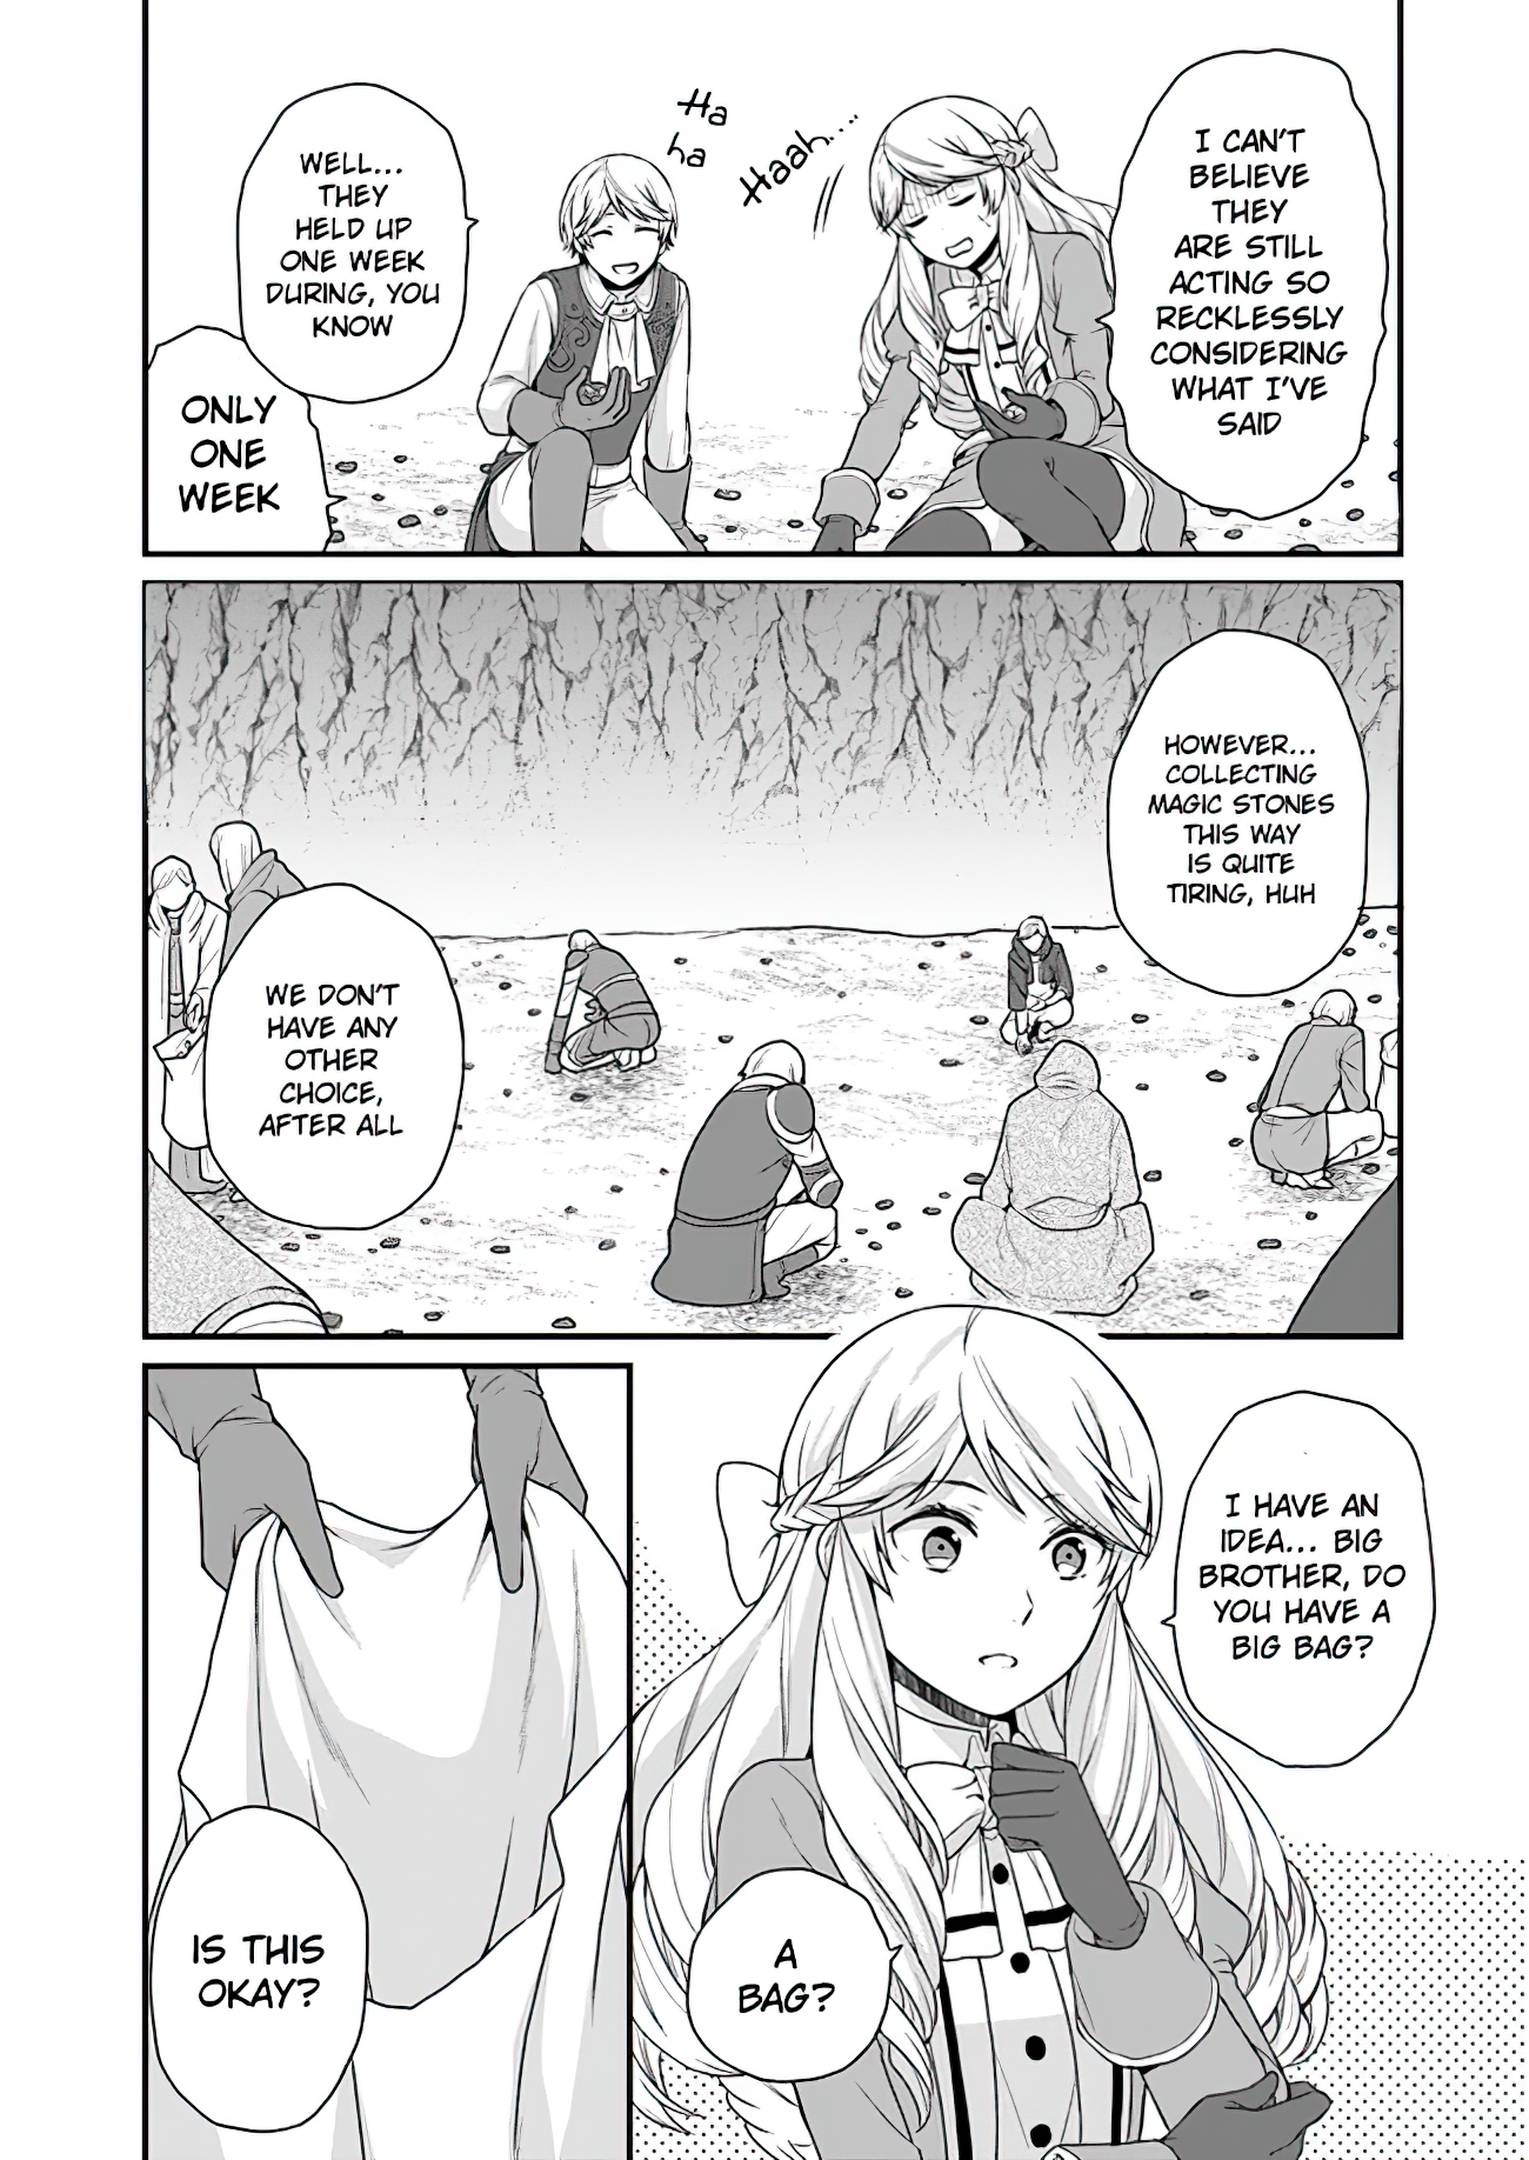 I CAN'T
BELIEVE
THEY
ARE STILL
ACTING SO
RECKLESSLY
CONSIDERING
WHAT I'VE
SAID
Haah....
Ha
ha
WELL...
THEY
HELD UP
ONE WEEK
DURING, YOU
KNOW
ONLY
ONE
WEEK
HOWEVER...
COLLECTING
MAGIC STONES
THIS WAY
IS QUITE
TIRING, HUH
WE DON'T
HAVE ANY
OTHER
CHOICE,
AFTER ALL
I HAVE AN
IDEA... BIG
BROTHER, DO
YOU HAVE A
BIG BAG?
A
BAG?
IS THIS
OKAY?